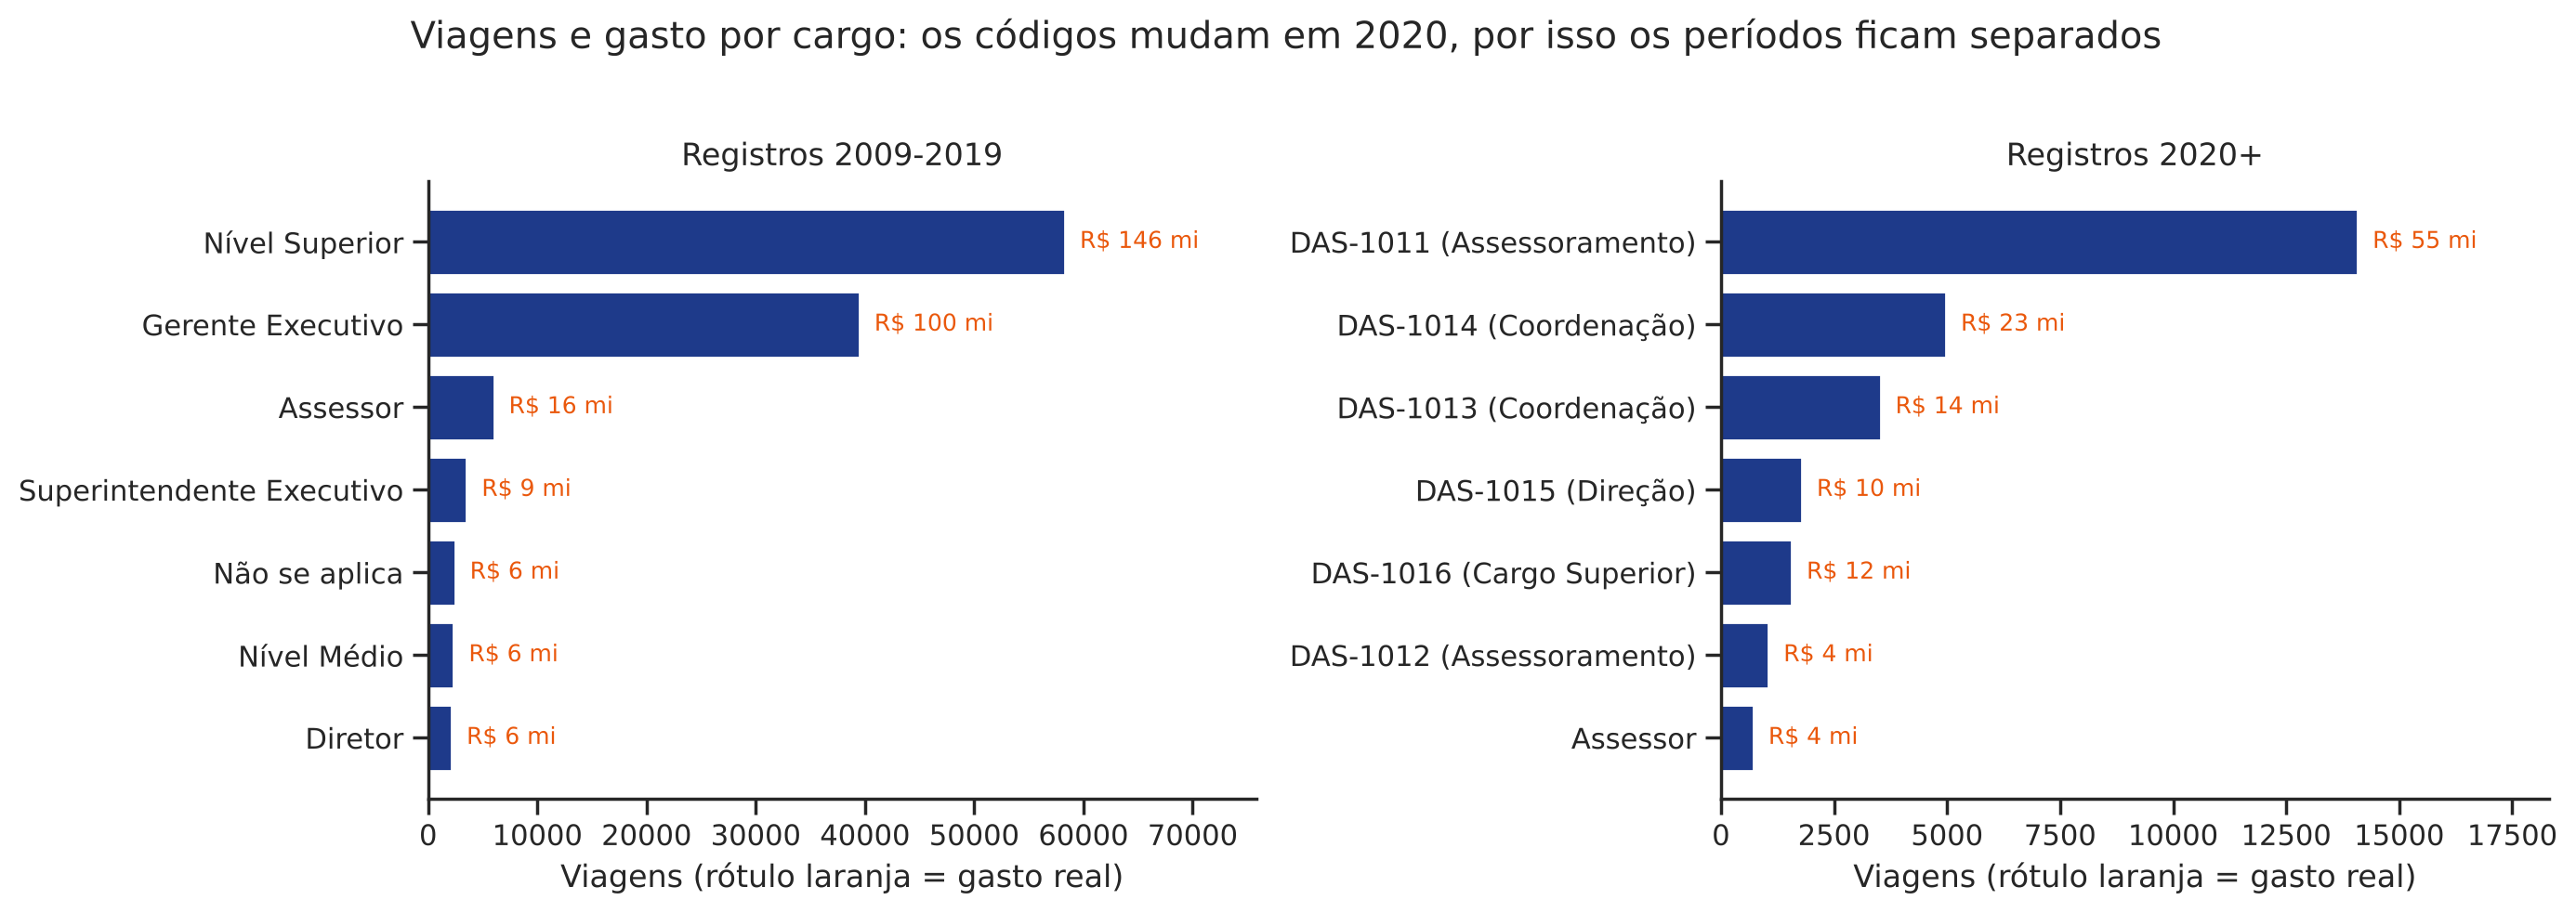 Viagens e gasto por cargo: os códigos mudam em 2020, por isso os períodos ficam separados
Registros 2009-2019
Nível Superior R$ 146 mi
Gerente Executivo R$ 100 mi
Assessor R$ 16 mi
Superintendente Executivo R$ 9 mi
Não se aplica R$ 6 mi
Nível Médio R$ 6 mi
Diretor R$ 6 mi
0 10000 20000 30000 40000 50000 60000 70000
Viagens (rótulo laranja = gasto real)
Registros 2020+
DAS-1011 (Assessoramento) R$ 55 mi
DAS-1014 (Coordenação) R$ 23 mi
DAS-1013 (Coordenação) R$ 14 mi
DAS-1015 (Direção) R$ 10 mi
DAS-1016 (Cargo Superior) R$ 12 mi
DAS-1012 (Assessoramento) R$ 4 mi
Assessor R$ 4 mi
0 2500 5000 7500 10000 12500 15000 17500
Viagens (rótulo laranja = gasto real)